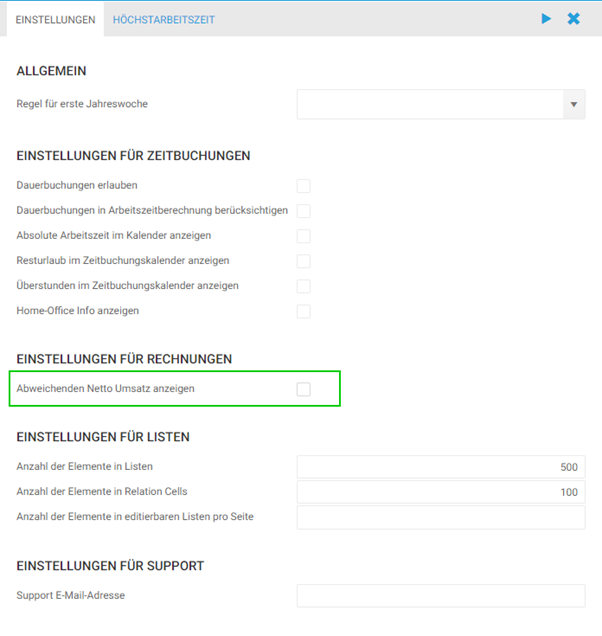 EINSTELLUNGEN HÖCHSTARBEITSZEIT
ALLGEMEIN
Regel für erste Jahreswoche
EINSTELLUNGEN FÜR ZEITBUCHUNGEN
Dauerbuchungen erlauben
Dauerbuchungen in Arbeitszeitberechnung berücksichtigen
Absolute Arbeitszeit im Kalender anzeigen
Resturlaub im Zeitbuchungskalender anzeigen
Überstunden im Zeitbuchungskalender anzeigen
Home-Office Info anzeigen
EINSTELLUNGEN FÜR RECHNUNGEN
Abweichenden Netto Umsatz anzeigen
EINSTELLUNGEN FÜR LISTEN
Anzahl der Elemente in Listen 500
Anzahl der Elemente in Relation Cells 100
Anzahl der Elemente in editierbaren Listen pro Seite
EINSTELLUNGEN FÜR SUPPORT
Support E-Mail-Adresse